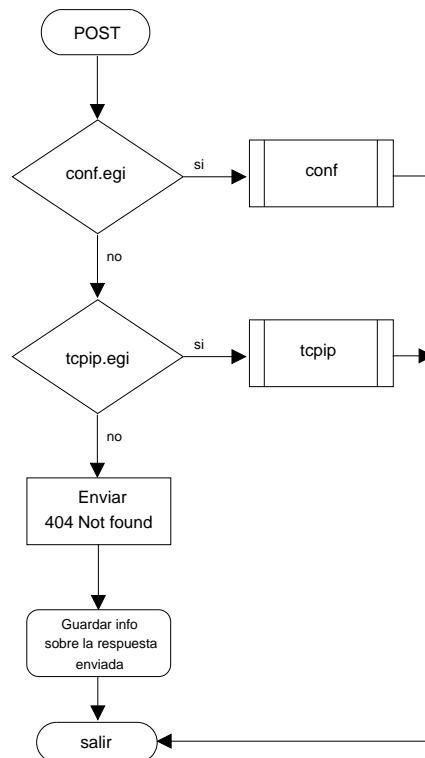 POST
conf.egi
si
conf
no
tcpip.egi
si
tcpip
no
Enviar
404 Not found
Guardar info
sobre la respuesta
enviada
salir